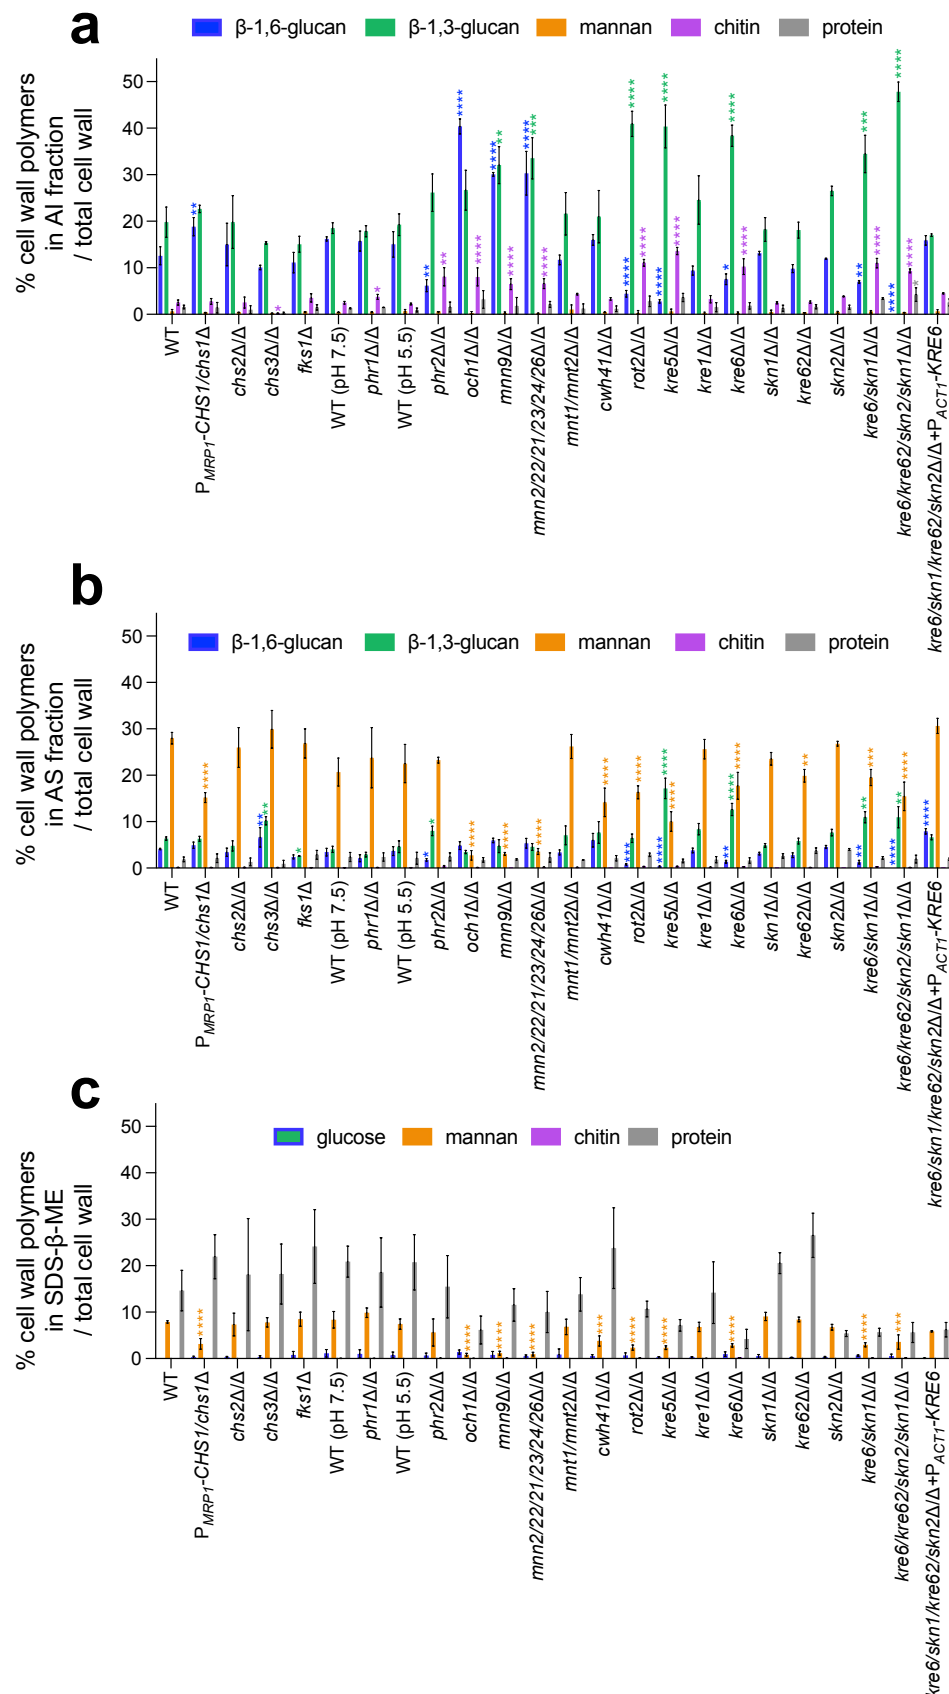 a
β-1,6-glucan β-1,3-glucan mannan chitin protein
% cell wall polymers
in AI fraction
/ total cell wall
50
40
30
20
10
0
** * **** **** ** **** *** ** ** **** **** **** **** **** **** **** **** **** * **** **** ** *** **** **** **** **** *
WT
P_MRP1-CHS1/chs1Δ
chs2Δ/Δ
chs3Δ/Δ
fks1Δ
WT (pH 7.5)
phr1Δ/Δ
WT (pH 5.5)
phr2Δ/Δ
och1Δ/Δ
mnn9Δ/Δ
mnn2/22/21/23/24/26Δ/Δ
mnt1/mnt2Δ/Δ
cwh41Δ/Δ
rot2Δ/Δ
kre5Δ/Δ
kre1Δ/Δ
kre6Δ/Δ
skn1Δ/Δ
kre62Δ/Δ
skn2Δ/Δ
kre6/skn1Δ/Δ
kre6/kre62/skn2/skn1Δ/Δ
kre6/skn1/kre62/skn2Δ/Δ+P_ACT1-KRE6
b
β-1,6-glucan β-1,3-glucan mannan chitin protein
% cell wall polymers
in AS fraction
/ total cell wall
50
40
30
20
10
0
WT
P_MRP1-CHS1/chs1Δ
chs2Δ/Δ
chs3Δ/Δ
fks1Δ
WT (pH 7.5)
phr1Δ/Δ
WT (pH 5.5)
phr2Δ/Δ
och1Δ/Δ
mnn9Δ/Δ
mnn2/22/21/23/24/26Δ/Δ
mnt1/mnt2Δ/Δ
cwh41Δ/Δ
rot2Δ/Δ
kre5Δ/Δ
kre1Δ/Δ
kre6Δ/Δ
skn1Δ/Δ
kre62Δ/Δ
skn2Δ/Δ
kre6/skn1Δ/Δ
kre6/kre62/skn2/skn1Δ/Δ
kre6/skn1/kre62/skn2Δ/Δ+P_ACT1-KRE6
c
glucose mannan chitin protein
% cell wall polymers
in SDS-β-ME
/ total cell wall
50
40
30
20
10
0
WT
P_MRP1-CHS1/chs1Δ
chs2Δ/Δ
chs3Δ/Δ
fks1Δ
WT (pH 7.5)
phr1Δ/Δ
WT (pH 5.5)
phr2Δ/Δ
och1Δ/Δ
mnn9Δ/Δ
mnn2/22/21/23/24/26Δ/Δ
mnt1/mnt2Δ/Δ
cwh41Δ/Δ
rot2Δ/Δ
kre5Δ/Δ
kre1Δ/Δ
kre6Δ/Δ
skn1Δ/Δ
kre62Δ/Δ
skn2Δ/Δ
kre6/skn1Δ/Δ
kre6/kre62/skn2/skn1Δ/Δ
kre6/skn1/kre62/skn2Δ/Δ+P_ACT1-KRE6